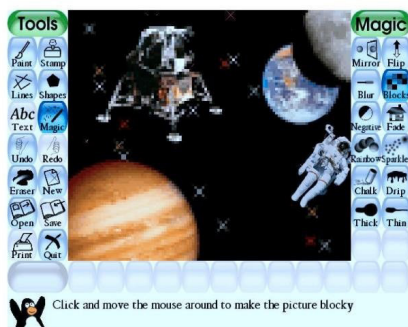 Tools
Magic
Paint Stamp
Mirror Flip
Lines Shapes
Blur Blocks
Abc
Text Magic
Negative Fade
Undo Redo
Rainbow Sparkle
Eraser New
Chalk Drip
Open Save
Thick Thin
Print Quit
Click and move the mouse around to make the picture blocky